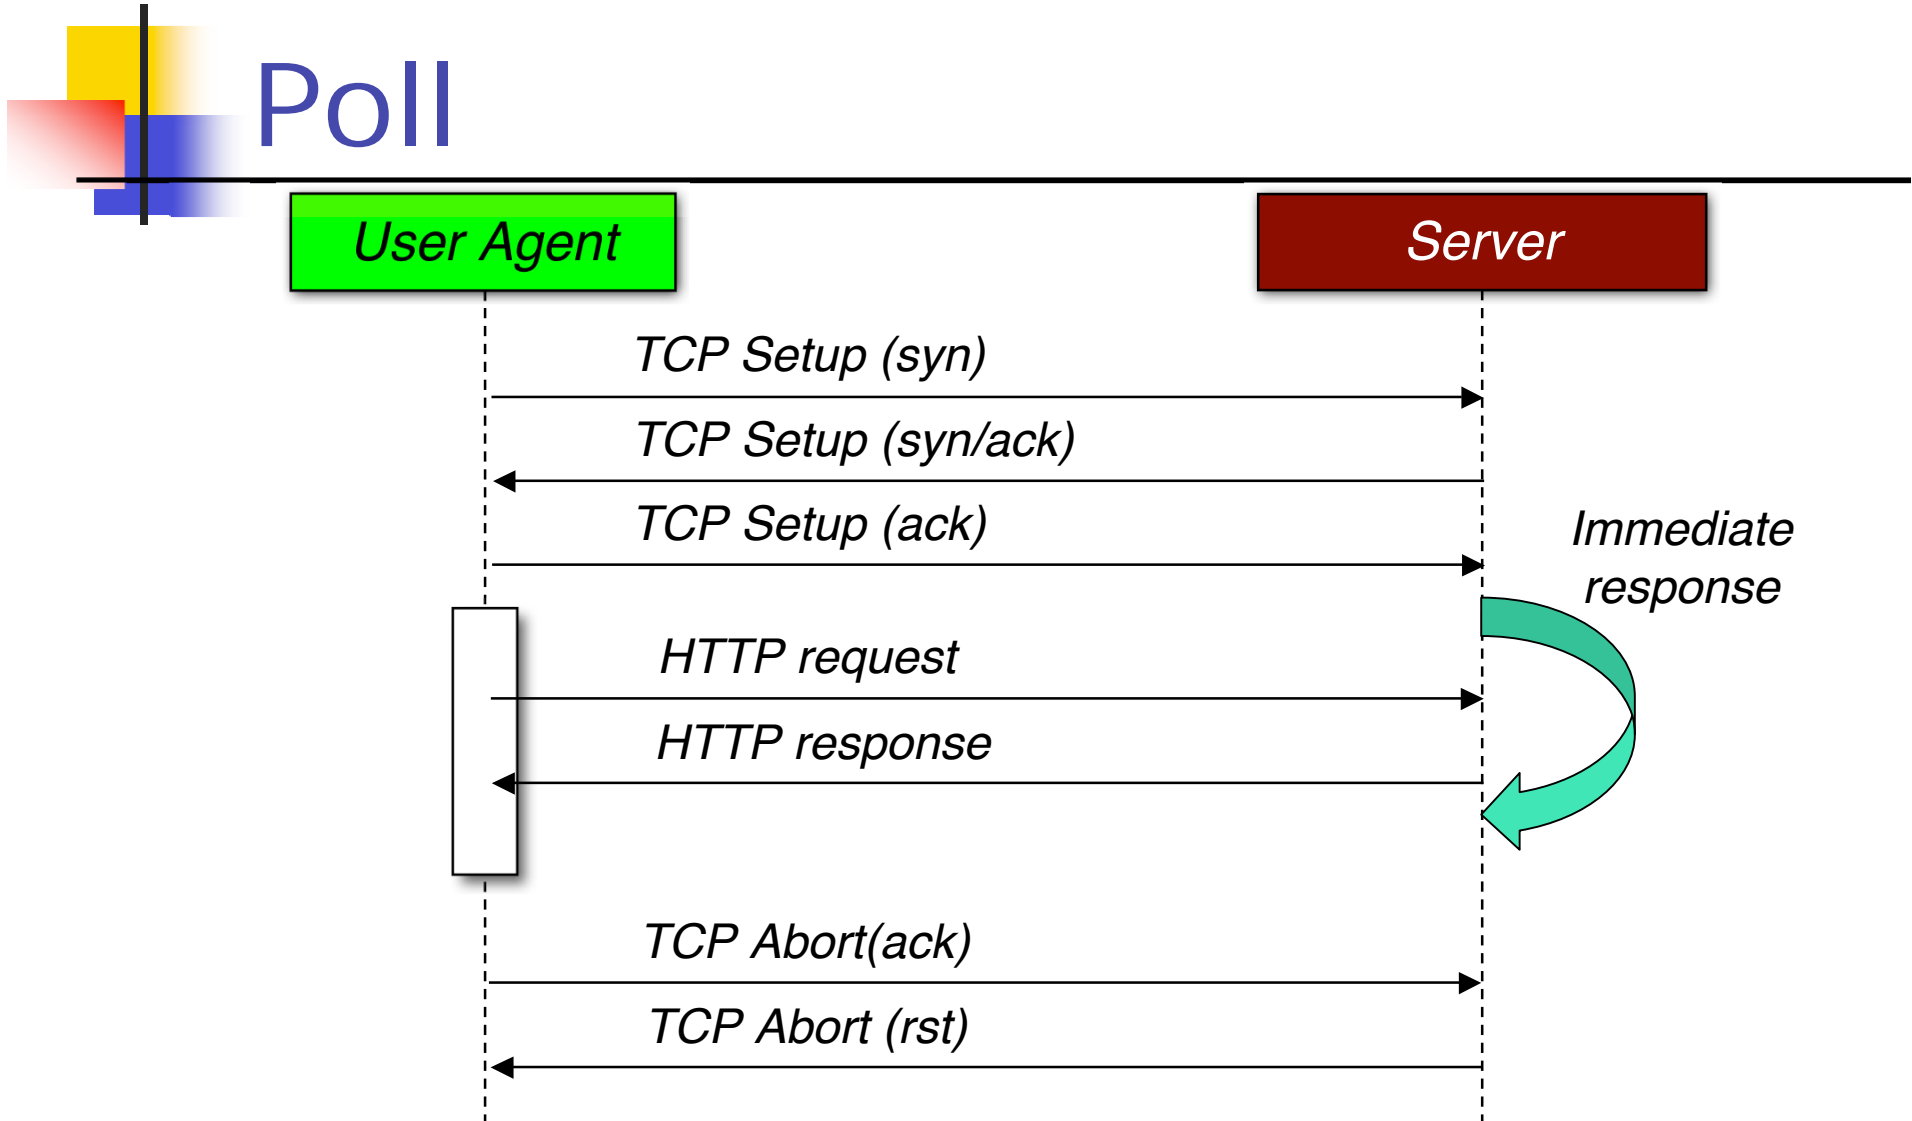 Poll
User Agent
Server
TCP Setup (syn)
TCP Setup (syn/ack)
TCP Setup (ack)
Immediate
response
HTTP request
HTTP response
TCP Abort(ack)
TCP Abort (rst)